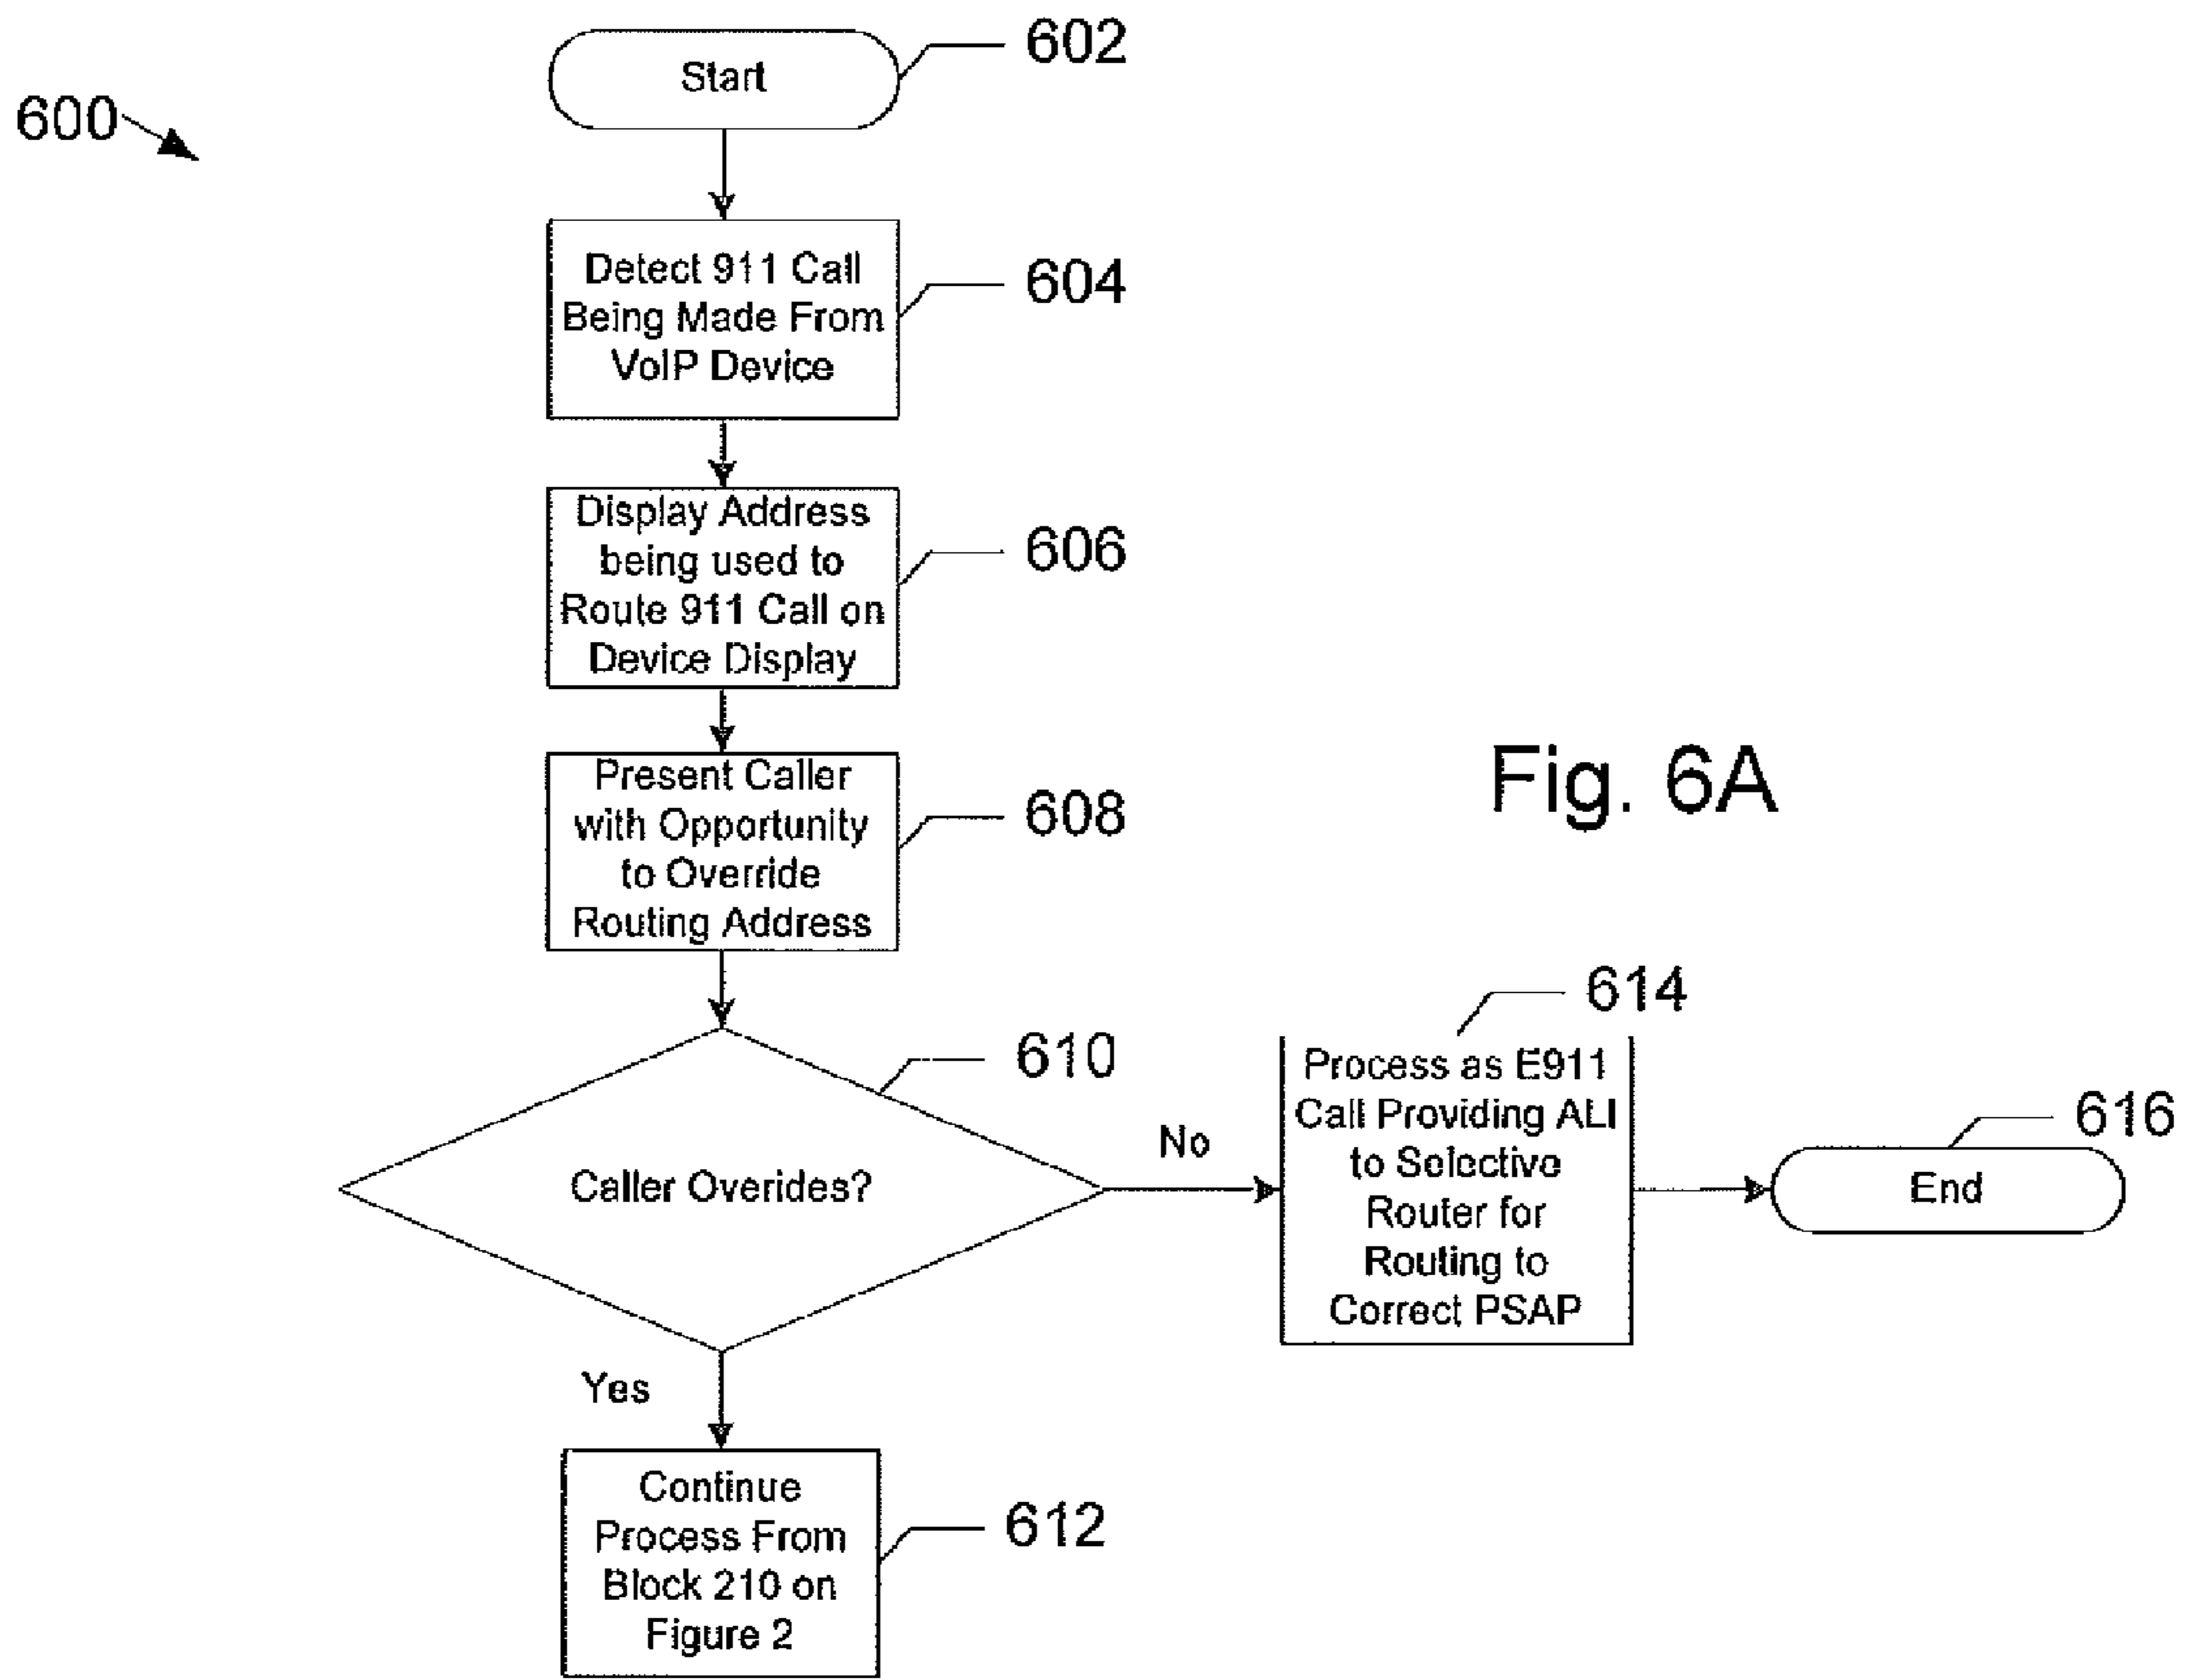 602
Start
600
Detect 911 Call
Being Made From
VoIP Device
604
Display Address
being used to
Route 911 Call on
Device Display
606
Present Caller
with Opportunity
to Override
Routing Address
608
Fig. 6A
610
Caller Overides?
No
Yes
614
Process as E911
Call Providing ALI
to Selective
Router for
Routing to
Correct PSAP
616
End
Continue
Process From
Block 210 on
Figure 2
612